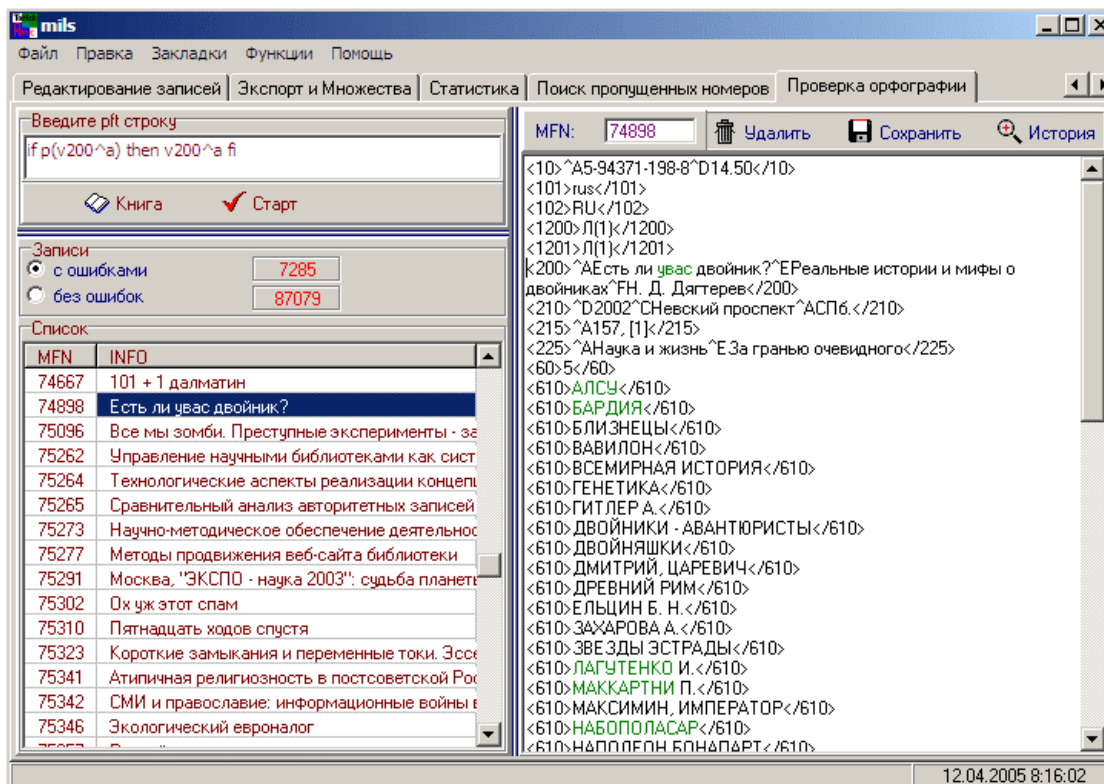 mils
Файл Правка Закладки Функции Помощь
Редактирование записей Экспорт и Множества Статистика Поиск пропущенных номеров Проверка орфографии
Введите pft строку
if p(v200^a) then v200^a fi
Книга Старт
Записи
с ошибками 7285
без ошибок 87079
Список
MFN INFO
74667 101 + 1 далматин
74898 Есть ли увас двойник?
75096 Все мы зомби. Преступные эксперименты - за
75262 Управление научными библиотеками как сист
75264 Технологические аспекты реализации концепц
75265 Сравнительный анализ авторитетных записей
75273 Научно-методическое обеспечение деятельнос
75277 Методы продвижения веб-сайта библиотеки
75291 Москва, "ЭКСПО - наука 2003": судьба планеты
75302 Ох уж этот спам
75310 Пятнадцать ходов спустя
75323 Короткие замыкания и переменные токи. Эссе
75341 Атипичная религиозность в постсоветской Рос
75342 СМИ и православие: информационные войны в
75346 Экологический евроналог
MFN: 74898 Удалить Сохранить История
<10>^A5-94371-198-8^D14.50</10>
<101>rus</101>
<102>RU</102>
<1200>Л(1)</1200>
<1201>Л(1)</1201>
<200>^AЕсть ли увас двойник?^EРеальные истории и мифы о
двойниках^FН. Д. Дягтерев</200>
<210>^D2002^CНевский проспект^AСПб.</210>
<215>^A157, [1]</215>
<225>^AНаука и жизнь^EЗа гранью очевидного</225>
<60>5</60>
<610>АЛСУ</610>
<610>БАРДИЯ</610>
<610>БЛИЗНЕЦЫ</610>
<610>ВАВИЛОН</610>
<610>ВСЕМИРНАЯ ИСТОРИЯ</610>
<610>ГЕНЕТИКА</610>
<610>ГИТЛЕР А.</610>
<610>ДВОЙНИКИ - АВАНТЮРИСТЫ</610>
<610>ДВОЙНЯШКИ</610>
<610>ДМИТРИЙ, ЦАРЕВИЧ</610>
<610>ДРЕВНИЙ РИМ</610>
<610>ЕЛЬЦИН Б. Н.</610>
<610>ЗАХАРОВА А.</610>
<610>ЗВЕЗДЫ ЭСТРАДЫ</610>
<610>ЛАГУТЕНКО И.</610>
<610>МАККАРТНИ П.</610>
<610>МАКСИМИН, ИМПЕРАТОР</610>
<610>НАБОПОЛАСАР</610>
<610>НАПОЛЕОН БОНАПАРТ</610>
12.04.2005 8:16:02